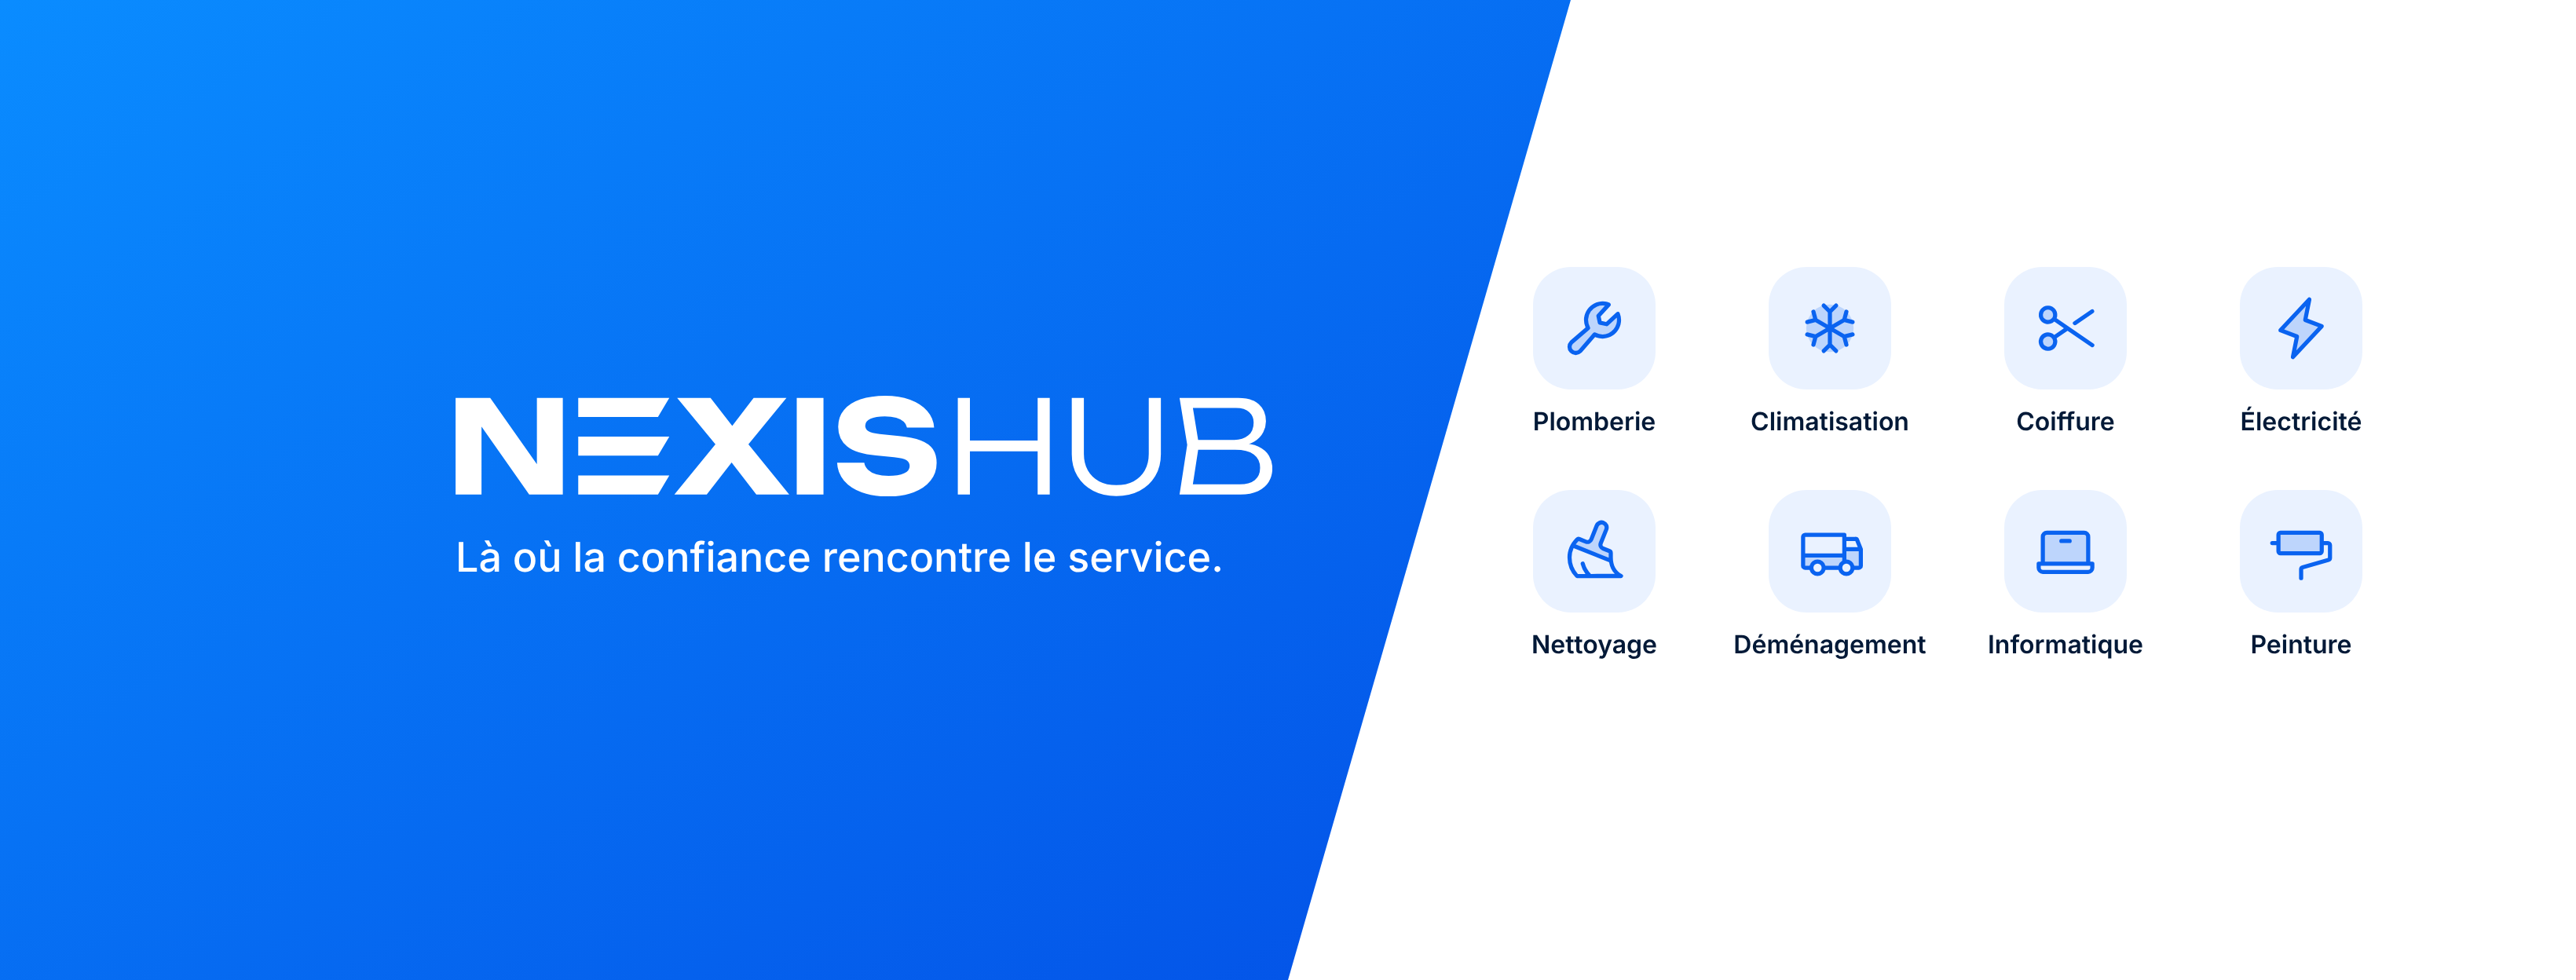 NEXISHUB
Là où la confiance rencontre le service.
Plomberie
Climatisation
Coiffure
Électricité
Nettoyage
Déménagement
Informatique
Peinture